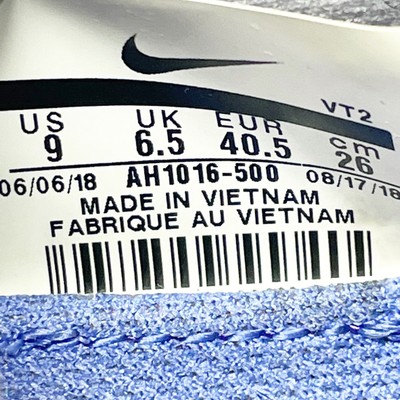 VT2
US UK EUR cm
9 6.5 40.5 26
06/06/18 AH1016-500 08/17/18
MADE IN VIETNAM
FABRIQUE AU VIETNAM